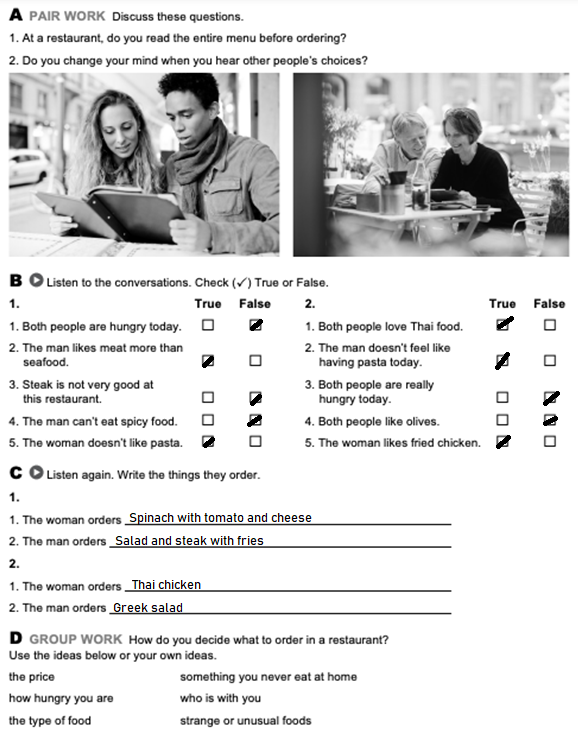 A PAIR WORK Discuss these questions.
1. At a restaurant, do you read the entire menu before ordering?
2. Do you change your mind when you hear other people's choices?
B Listen to the conversations. Check (✓) True or False.
1. True False
1. Both people are hungry today.
2. The man likes meat more than
seafood.
3. Steak is not very good at
this restaurant.
4. The man can't eat spicy food.
5. The woman doesn't like pasta.
2. True False
1. Both people love Thai food.
2. The man doesn't feel like
having pasta today.
3. Both people are really
hungry today.
4. Both people like olives.
5. The woman likes fried chicken.
C Listen again. Write the things they order.
1.
1. The woman orders Spinach with tomato and cheese
2. The man orders Salad and steak with fries
2.
1. The woman orders Thai chicken
2. The man orders Greek salad
D GROUP WORK How do you decide what to order in a restaurant?
Use the ideas below or your own ideas.
the price something you never eat at home
how hungry you are who is with you
the type of food strange or unusual foods